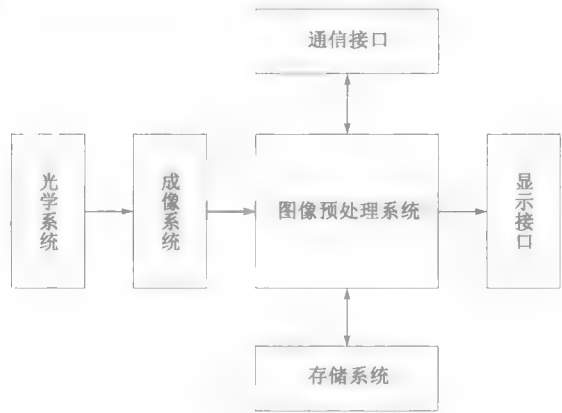 通信接口
光学系统
成像系统
图像预处理系统
显示接口
存储系统